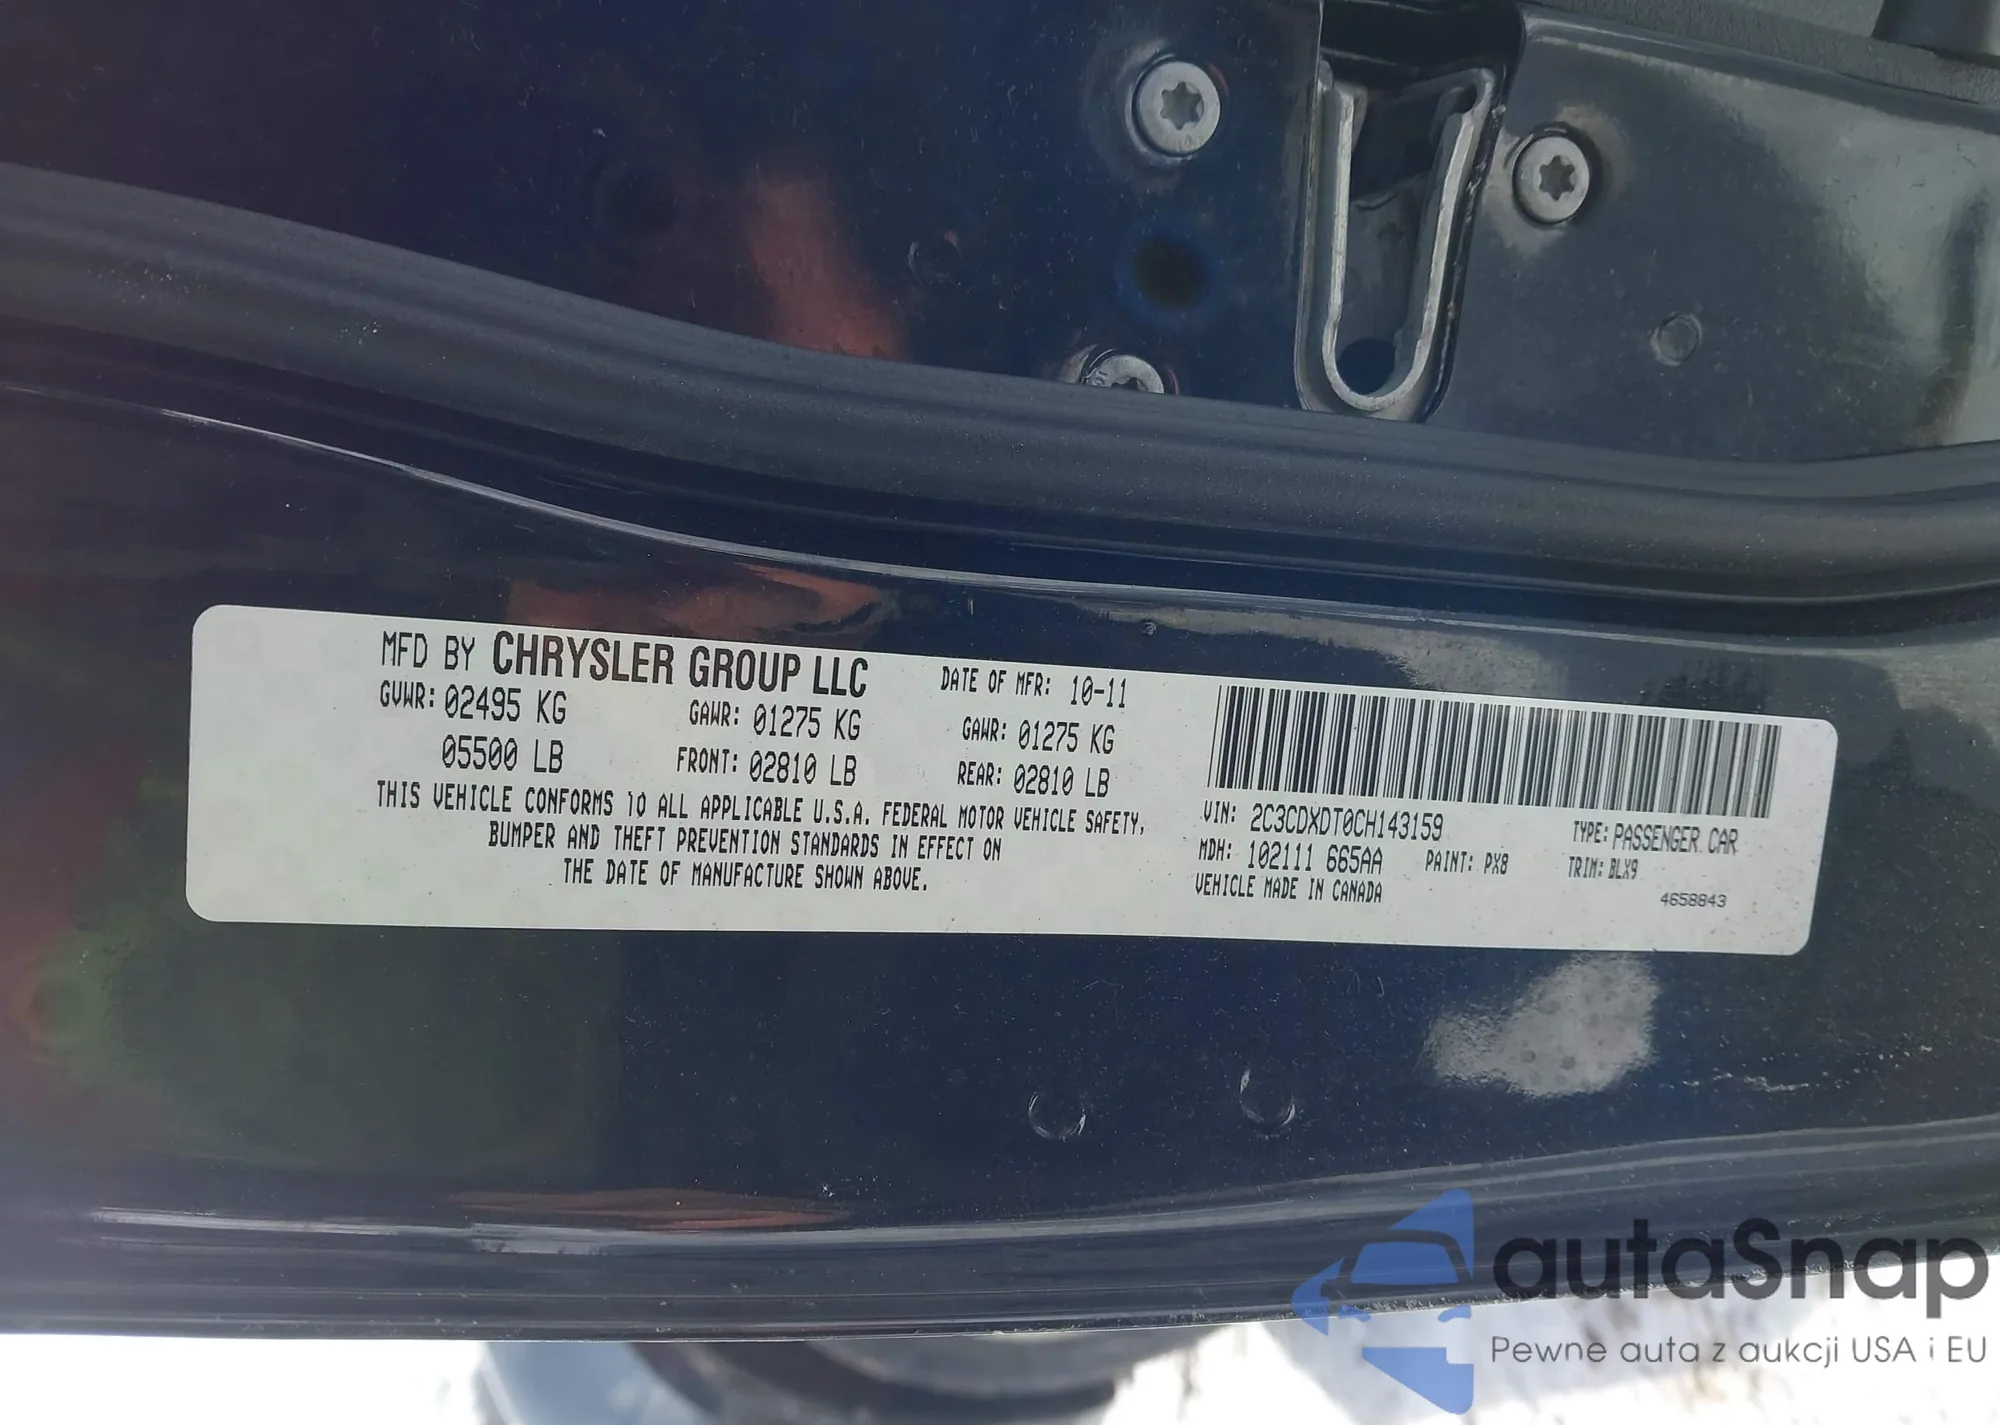 MFD BY CHRYSLER GROUP LLC DATE OF MFR: 10-11
GVWR: 02495 KG GAWR: 01275 KG GAWR: 01275 KG
05500 LB FRONT: 02810 LB REAR: 02810 LB
THIS VEHICLE CONFORMS TO ALL APPLICABLE U.S.A. FEDERAL MOTOR VEHICLE SAFETY,
BUMPER AND THEFT PREVENTION STANDARDS IN EFFECT ON
THE DATE OF MANUFACTURE SHOWN ABOVE.
VIN: 2C3CDXDT0CH143159 TYPE: PASSENGER CAR
MDH: 102111 665AA PAINT: PX8 TRIM: BLX9
VEHICLE MADE IN CANADA 4658843
autoSnap
Pewne auta z aukcji USA i EU